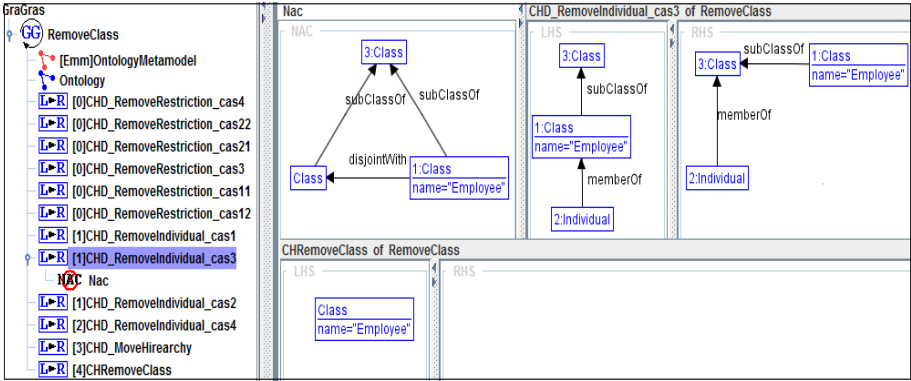 GraGras
GG RemoveClass
[Emm]OntologyMetamodel
Ontology
L►R [0]CHD_RemoveRestriction_cas4
L►R [0]CHD_RemoveRestriction_cas22
L►R [0]CHD_RemoveRestriction_cas21
L►R [0]CHD_RemoveRestriction_cas3
L►R [0]CHD_RemoveRestriction_cas11
L►R [0]CHD_RemoveRestriction_cas12
L►R [1]CHD_RemoveIndividual_cas1
L►R [1]CHD_RemoveIndividual_cas3
NAC Nac
L►R [1]CHD_RemoveIndividual_cas2
L►R [2]CHD_RemoveIndividual_cas4
L►R [3]CHD_MoveHirearchy
L►R [4]CHRemoveClass
Nac
NAC
3:Class
subClassOf
subClassOf
disjointWith
Class
1:Class
name="Employee"
CHD_RemoveIndividual_cas3 of RemoveClass
LHS
3:Class
subClassOf
1:Class
name="Employee"
memberOf
2:Individual
RHS
subClassOf
3:Class
1:Class
name="Employee"
memberOf
2:Individual
CHRemoveClass of RemoveClass
LHS
Class
name="Employee"
RHS